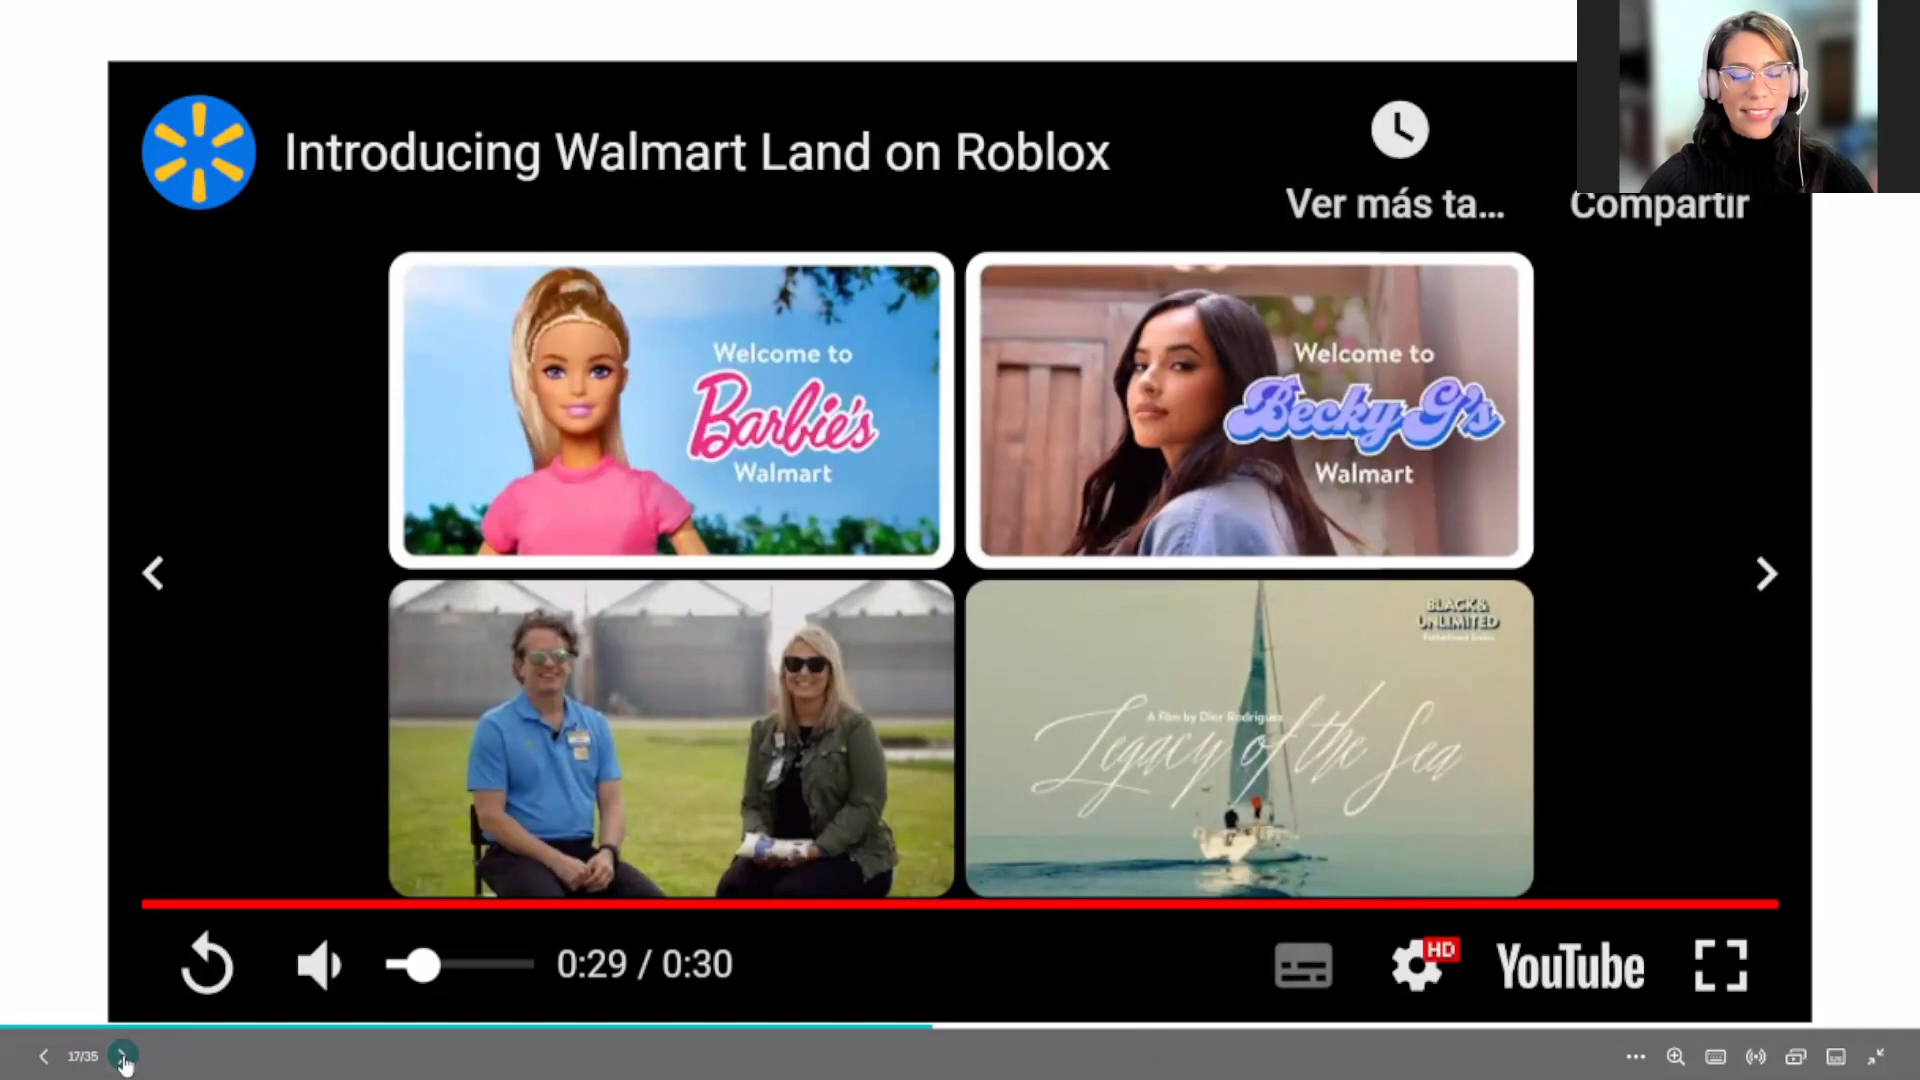 Introducing Walmart Land on Roblox
Ver más ta...
Compartir
Welcome to
Barbie's
Walmart
Welcome to
Becky G's
Walmart
BLACK &
UNLIMITED
A film by Dior Rodriguez
Legacy of the Sea
0:29 / 0:30
HD
YouTube
17/35